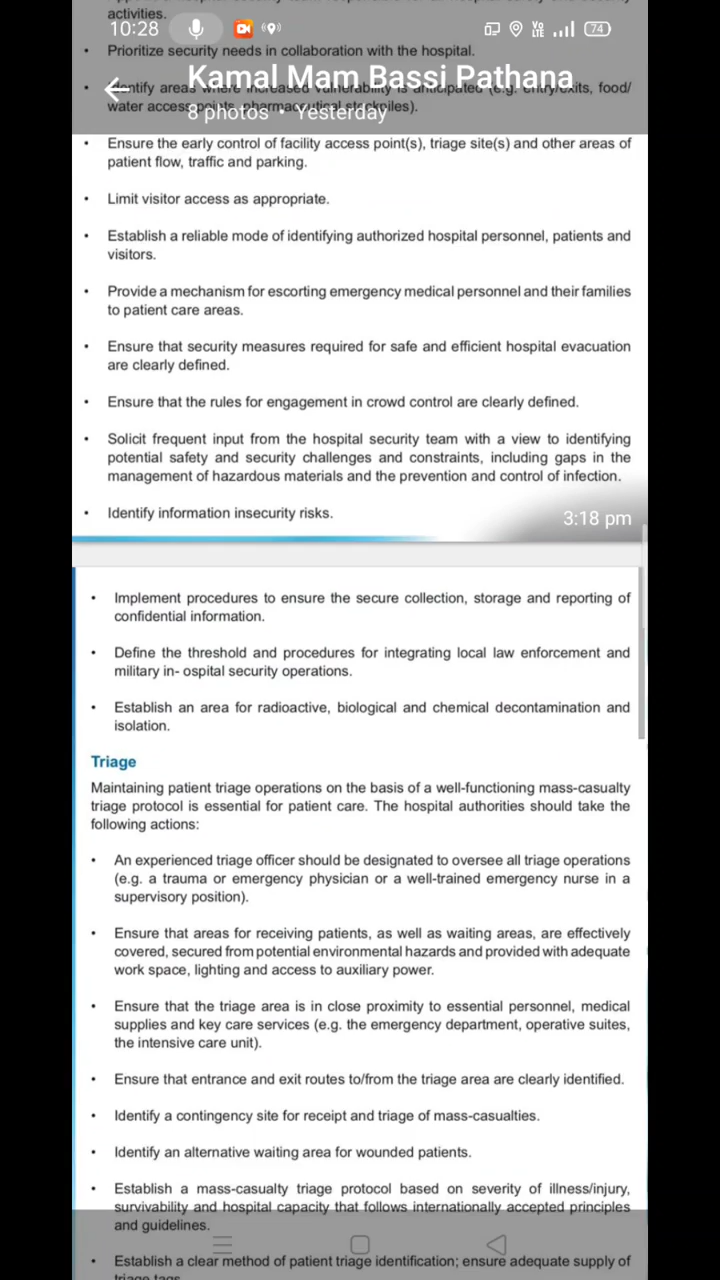 activities.
10:28
74
• Prioritize security needs in collaboration with the hospital.
Kamal Mam Bassi Pathana
• Identify areas where increased vulnerability is anticipated (e.g. entry/exits, food/
water access points, pharmaceutical stockpiles).
8 photos • Yesterday
• Ensure the early control of facility access point(s), triage site(s) and other areas of
patient flow, traffic and parking.
• Limit visitor access as appropriate.
• Establish a reliable mode of identifying authorized hospital personnel, patients and
visitors.
• Provide a mechanism for escorting emergency medical personnel and their families
to patient care areas.
• Ensure that security measures required for safe and efficient hospital evacuation
are clearly defined.
• Ensure that the rules for engagement in crowd control are clearly defined.
• Solicit frequent input from the hospital security team with a view to identifying
potential safety and security challenges and constraints, including gaps in the
management of hazardous materials and the prevention and control of infection.
• Identify information insecurity risks.
3:18 pm
• Implement procedures to ensure the secure collection, storage and reporting of
confidential information.
• Define the threshold and procedures for integrating local law enforcement and
military in- ospital security operations.
• Establish an area for radioactive, biological and chemical decontamination and
isolation.
Triage
Maintaining patient triage operations on the basis of a well-functioning mass-casualty
triage protocol is essential for patient care. The hospital authorities should take the
following actions:
• An experienced triage officer should be designated to oversee all triage operations
(e.g. a trauma or emergency physician or a well-trained emergency nurse in a
supervisory position).
• Ensure that areas for receiving patients, as well as waiting areas, are effectively
covered, secured from potential environmental hazards and provided with adequate
work space, lighting and access to auxiliary power.
• Ensure that the triage area is in close proximity to essential personnel, medical
supplies and key care services (e.g. the emergency department, operative suites,
the intensive care unit).
• Ensure that entrance and exit routes to/from the triage area are clearly identified.
• Identify a contingency site for receipt and triage of mass-casualties.
• Identify an alternative waiting area for wounded patients.
• Establish a mass-casualty triage protocol based on severity of illness/injury,
survivability and hospital capacity that follows internationally accepted principles
and guidelines.
• Establish a clear method of patient triage identification; ensure adequate supply of
triage tags